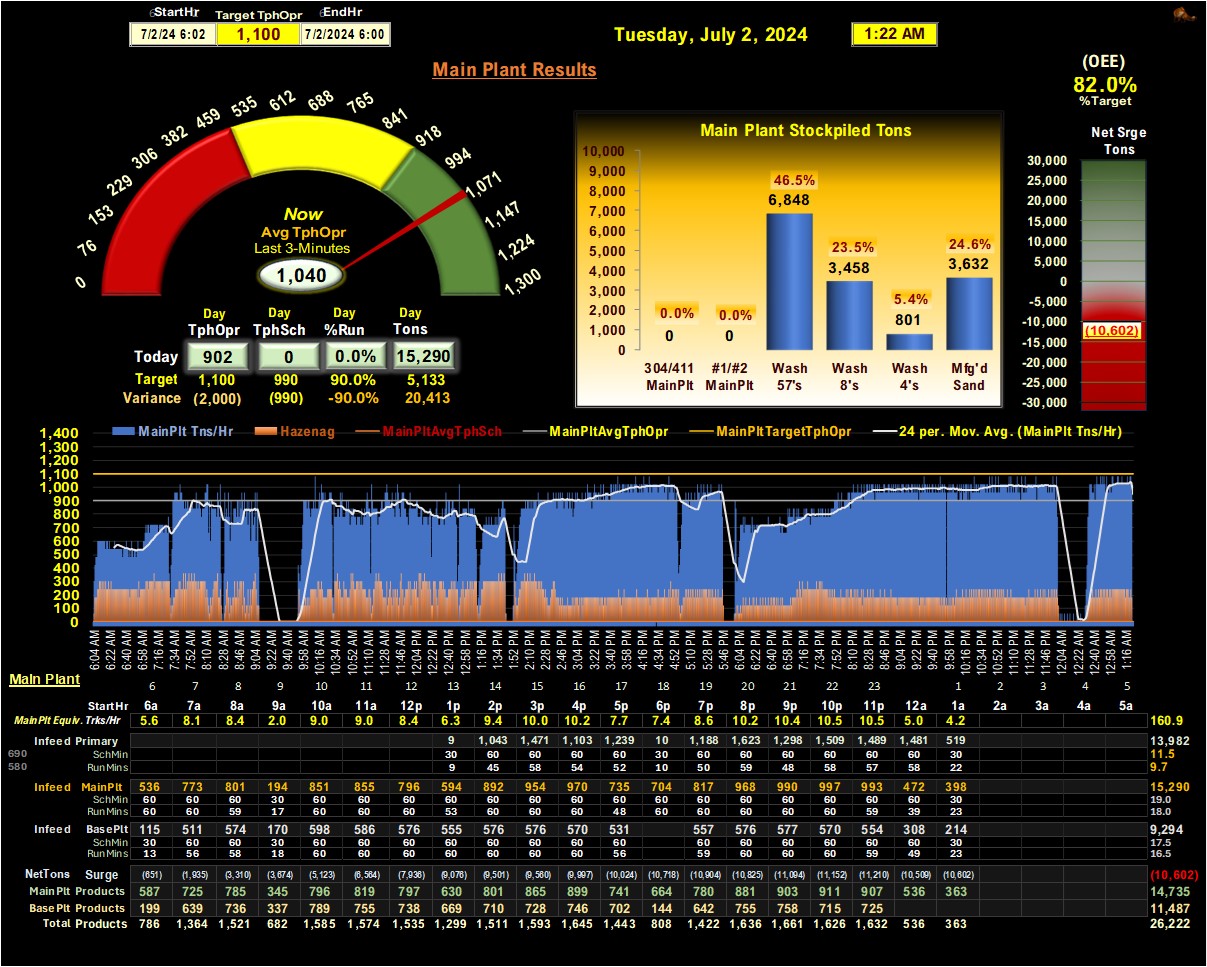 StartHr Target TphOpr EndHr
7/2/24 6:02 1,100 7/2/2024 6:00
Tuesday, July 2, 2024 1:22 AM
Main Plant Results
(OEE)
82.0%
%Target
0 76 153 229 306 382 459 535 612 688 765 841 918 994 1,071 1,147 1,224 1,300
Now
Avg TphOpr
Last 3-Minutes
1,040
Day Day Day Day
TphOpr TphSch %Run Tons
Today 902 0 0.0% 15,290
Target 1,100 990 90.0% 5,133
Variance (2,000) (990) -90.0% 20,413
Main Plant Stockpiled Tons
10,000
9,000
8,000
7,000
6,000
5,000
4,000
3,000
2,000
1,000
0
0.0% 0.0% 46.5% 23.5% 5.4% 24.6%
0 0 6,848 3,458 801 3,632
304/411 #1/#2 Wash Wash Wash Mfg'd
MainPlt MainPlt 57's 8's 4's Sand
Net Srge
Tons
30,000
25,000
20,000
15,000
10,000
5,000
0
-5,000
-10,000
(10,602)
-15,000
-20,000
-25,000
-30,000
MainPlt Tns/Hr Hazenag MainPltAvgTphSch MainPltAvgTphOpr MainPltTargetTphOpr 24 per. Mov. Avg. (MainPlt Tns/Hr)
1,400
1,300
1,200
1,100
1,000
900
800
700
600
500
400
300
200
100
0
6:04 AM 6:22 AM 6:40 AM 6:58 AM 7:16 AM 7:34 AM 7:52 AM 8:10 AM 8:28 AM 8:46 AM 9:04 AM 9:22 AM 9:40 AM 9:58 AM 10:16 AM 10:34 AM 10:52 AM 11:10 AM 11:28 AM 11:46 AM 12:04 PM 12:22 PM 12:40 PM 12:58 PM 1:16 PM 1:34 PM 1:52 PM 2:10 PM 2:28 PM 2:46 PM 3:04 PM 3:22 PM 3:40 PM 3:58 PM 4:16 PM 4:34 PM 4:52 PM 5:10 PM 5:28 PM 5:46 PM 6:04 PM 6:22 PM 6:40 PM 6:58 PM 7:16 PM 7:34 PM 7:52 PM 8:10 PM 8:28 PM 8:46 PM 9:04 PM 9:22 PM 9:40 PM 9:58 PM 10:16 PM 10:34 PM 10:52 PM 11:10 PM 11:28 PM 11:46 PM 12:04 AM 12:22 AM 12:40 AM 12:58 AM 1:16 AM
Main Plant
6 7 8 9 10 11 12 13 14 15 16 17 18 19 20 21 22 23 1 2 3 4 5
StartHr 6a 7a 8a 9a 10a 11a 12p 1p 2p 3p 4p 5p 6p 7p 8p 9p 10p 11p 12a 1a 2a 3a 4a 5a
MainPlt Equiv. Trks/Hr 5.6 8.1 8.4 2.0 9.0 9.0 8.4 6.3 9.4 10.0 10.2 7.7 7.4 8.6 10.2 10.4 10.5 10.5 5.0 4.2 160.9
Infeed Primary 9 1,043 1,471 1,103 1,239 10 1,188 1,623 1,298 1,509 1,489 1,481 519 13,982
690 SchMin 30 60 60 60 60 30 60 60 60 60 60 60 30 11.5
580 RunMins 9 45 58 54 52 10 50 59 48 58 57 58 22 9.7
Infeed MainPlt 536 773 801 194 851 855 796 594 892 954 970 735 704 817 968 990 997 993 472 398 15,290
SchMin 60 60 60 30 60 60 60 60 60 60 60 60 60 60 60 60 60 60 60 30 19.0
RunMins 60 60 59 17 60 60 60 53 60 60 60 48 60 60 60 60 60 59 39 23 18.0
Infeed BasePlt 115 511 574 170 598 586 576 555 576 576 570 531 557 576 577 570 554 308 214 9,294
SchMin 30 60 60 30 60 60 60 60 60 60 60 60 60 60 60 60 60 60 30 17.5
RunMins 13 56 58 18 60 60 60 60 60 60 60 56 59 60 60 60 59 49 23 16.5
NetTons Surge (651) (1,935) (3,310) (3,674) (5,123) (6,564) (7,936) (9,076) (9,501) (9,560) (9,997) (10,024) (10,718) (10,904) (10,825) (11,094) (11,152) (11,210) (10,509) (10,602) (10,602)
MainPlt Products 587 725 785 345 796 819 797 630 801 865 899 741 664 780 881 903 911 907 536 363 14,735
BasePlt Products 199 639 736 337 789 755 738 669 710 728 746 702 144 642 755 758 715 725 11,487
Total Products 786 1,364 1,521 682 1,585 1,574 1,535 1,299 1,511 1,593 1,645 1,443 808 1,422 1,636 1,661 1,626 1,632 536 363 26,222